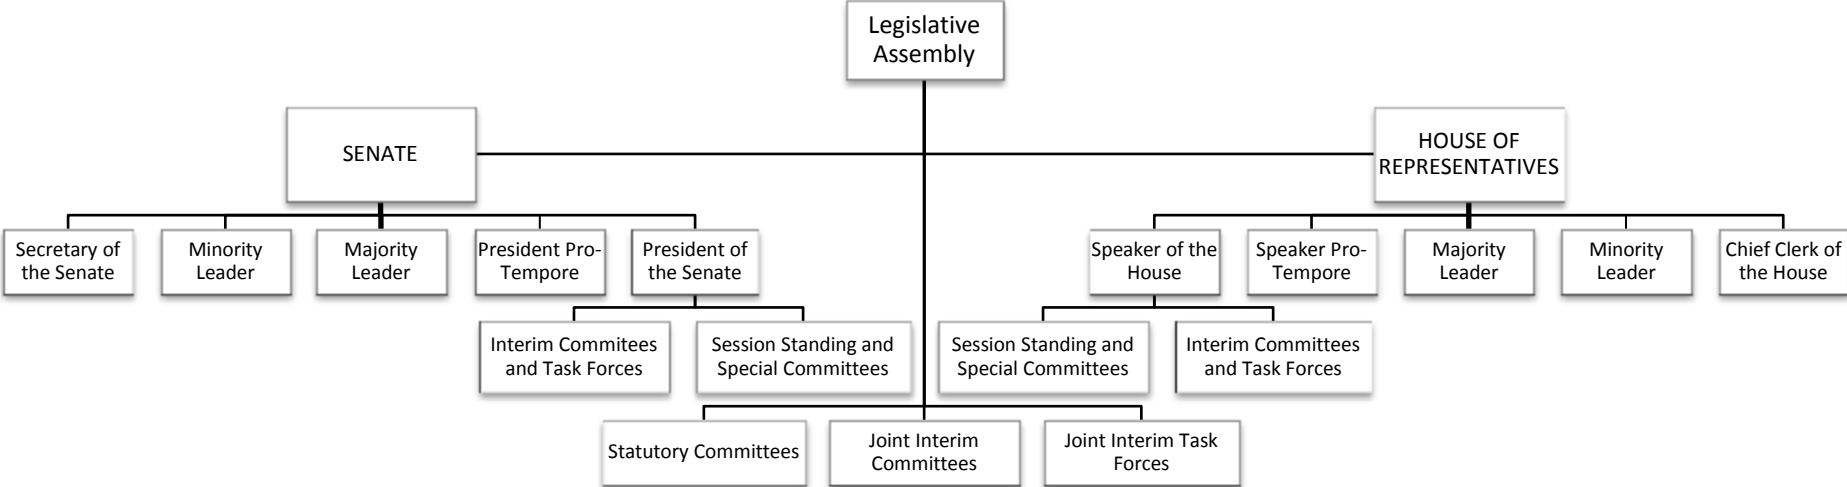 Legislative
Assembly
SENATE
HOUSE OF
REPRESENTATIVES
Secretary of
the Senate
Minority
Leader
Majority
Leader
President Pro-
Tempore
President of
the Senate
Speaker of the
House
Speaker Pro-
Tempore
Majority
Leader
Minority
Leader
Chief Clerk of
the House
Interim Commitees
and Task Forces
Session Standing and
Special Committees
Session Standing and
Special Committees
Interim Committees
and Task Forces
Statutory Committees
Joint Interim
Committees
Joint Interim Task
Forces